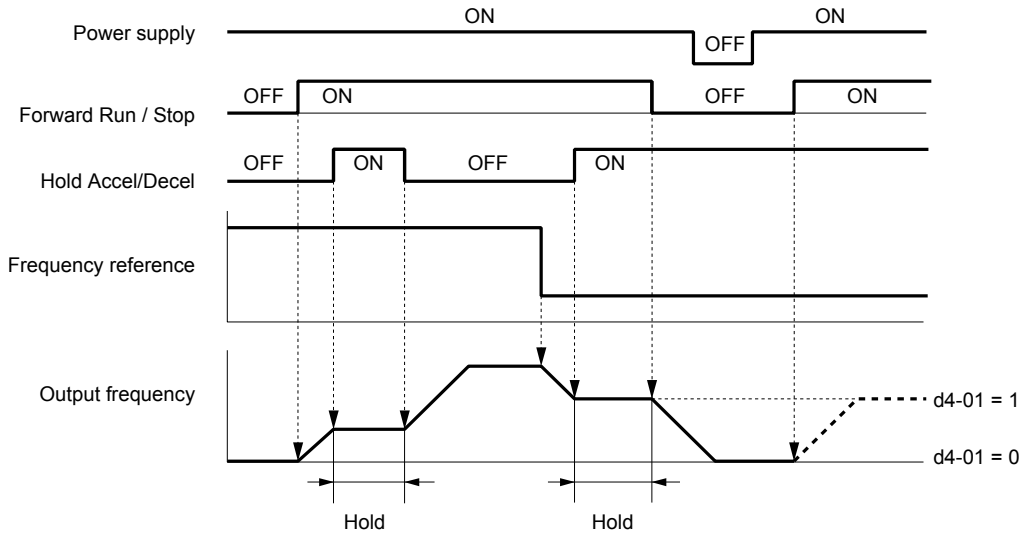 ON
ON
Power supply
OFF
OFF
ON
OFF
ON
Forward Run / Stop
OFF
ON
OFF
ON
Hold Accel/Decel
Frequency reference
Output frequency
d4-01 = 1
d4-01 = 0
Hold
Hold